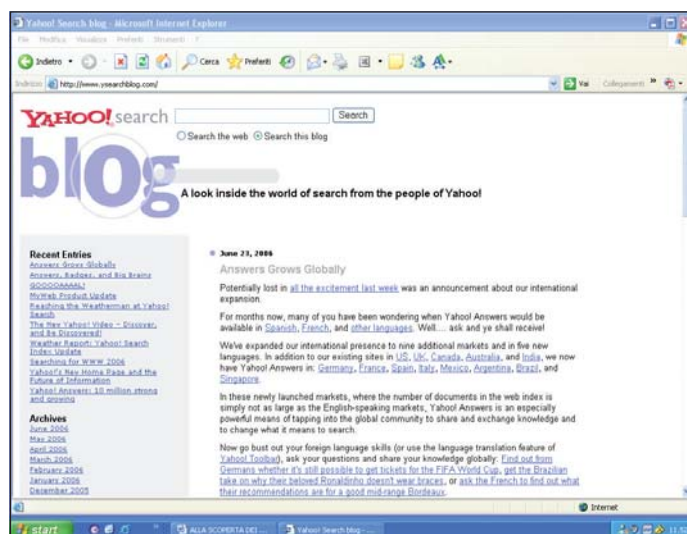 Yahoo! Search blog - Microsoft Internet Explorer
File Modifica Visualizza Preferiti Strumenti ?
Indietro Cerca Preferiti
Indirizzo http://www.ysearchblog.com/ Vai Collegamenti »
YAHOO! search Search
Search the web Search this blog
blog
A look inside the world of search from the people of Yahoo!
Recent Entries
Answers Grows Globally
Answers, Badges, and Big Brains
GOOOOAAAAL!
MyWeb Product Update
Reaching the Weatherman at Yahoo!
Search
The New Yahoo! Video - Discover,
and Be Discovered!
Weather Report: Yahoo! Search
Index Update
Searching for WWW 2006
Yahoo!'s New Home Page and the
Future of Information
Yahoo! Answers: 10 million strong
and growing
Archives
June 2006
May 2006
April 2006
March 2006
February 2006
January 2006
December 2005
June 23, 2006
Answers Grows Globally
Potentially lost in all the excitement last week was an announcement about our international
expansion.
For months now, many of you have been wondering when Yahoo! Answers would be
available in Spanish, French, and other languages. Well.... ask and ye shall receive!
We've expanded our international presence to nine additional markets and in five new
languages. In addition to our existing sites in US, UK, Canada, Australia, and India, we now
have Yahoo! Answers in: Germany, France, Spain, Italy, Mexico, Argentina, Brazil, and
Singapore.
In these newly launched markets, where the number of documents in the web index is
simply not as large as the English-speaking markets, Yahoo! Answers is an especially
powerful means of tapping into the global community to share and exchange knowledge and
to change what it means to search.
Now go bust out your foreign language skills (or use the language translation feature of
Yahoo! Toolbar), ask your questions and share your knowledge globally. Find out from
Germans whether it's still possible to get tickets for the FIFA World Cup, get the Brazilian
take on why their beloved Ronaldinho doesn't wear braces, or ask the French to find out what
their recommendations are for a good mid-range Bordeaux.
Internet
start ALLA SCOPERTA DEI ... Yahoo! Search blog - ... 11.52